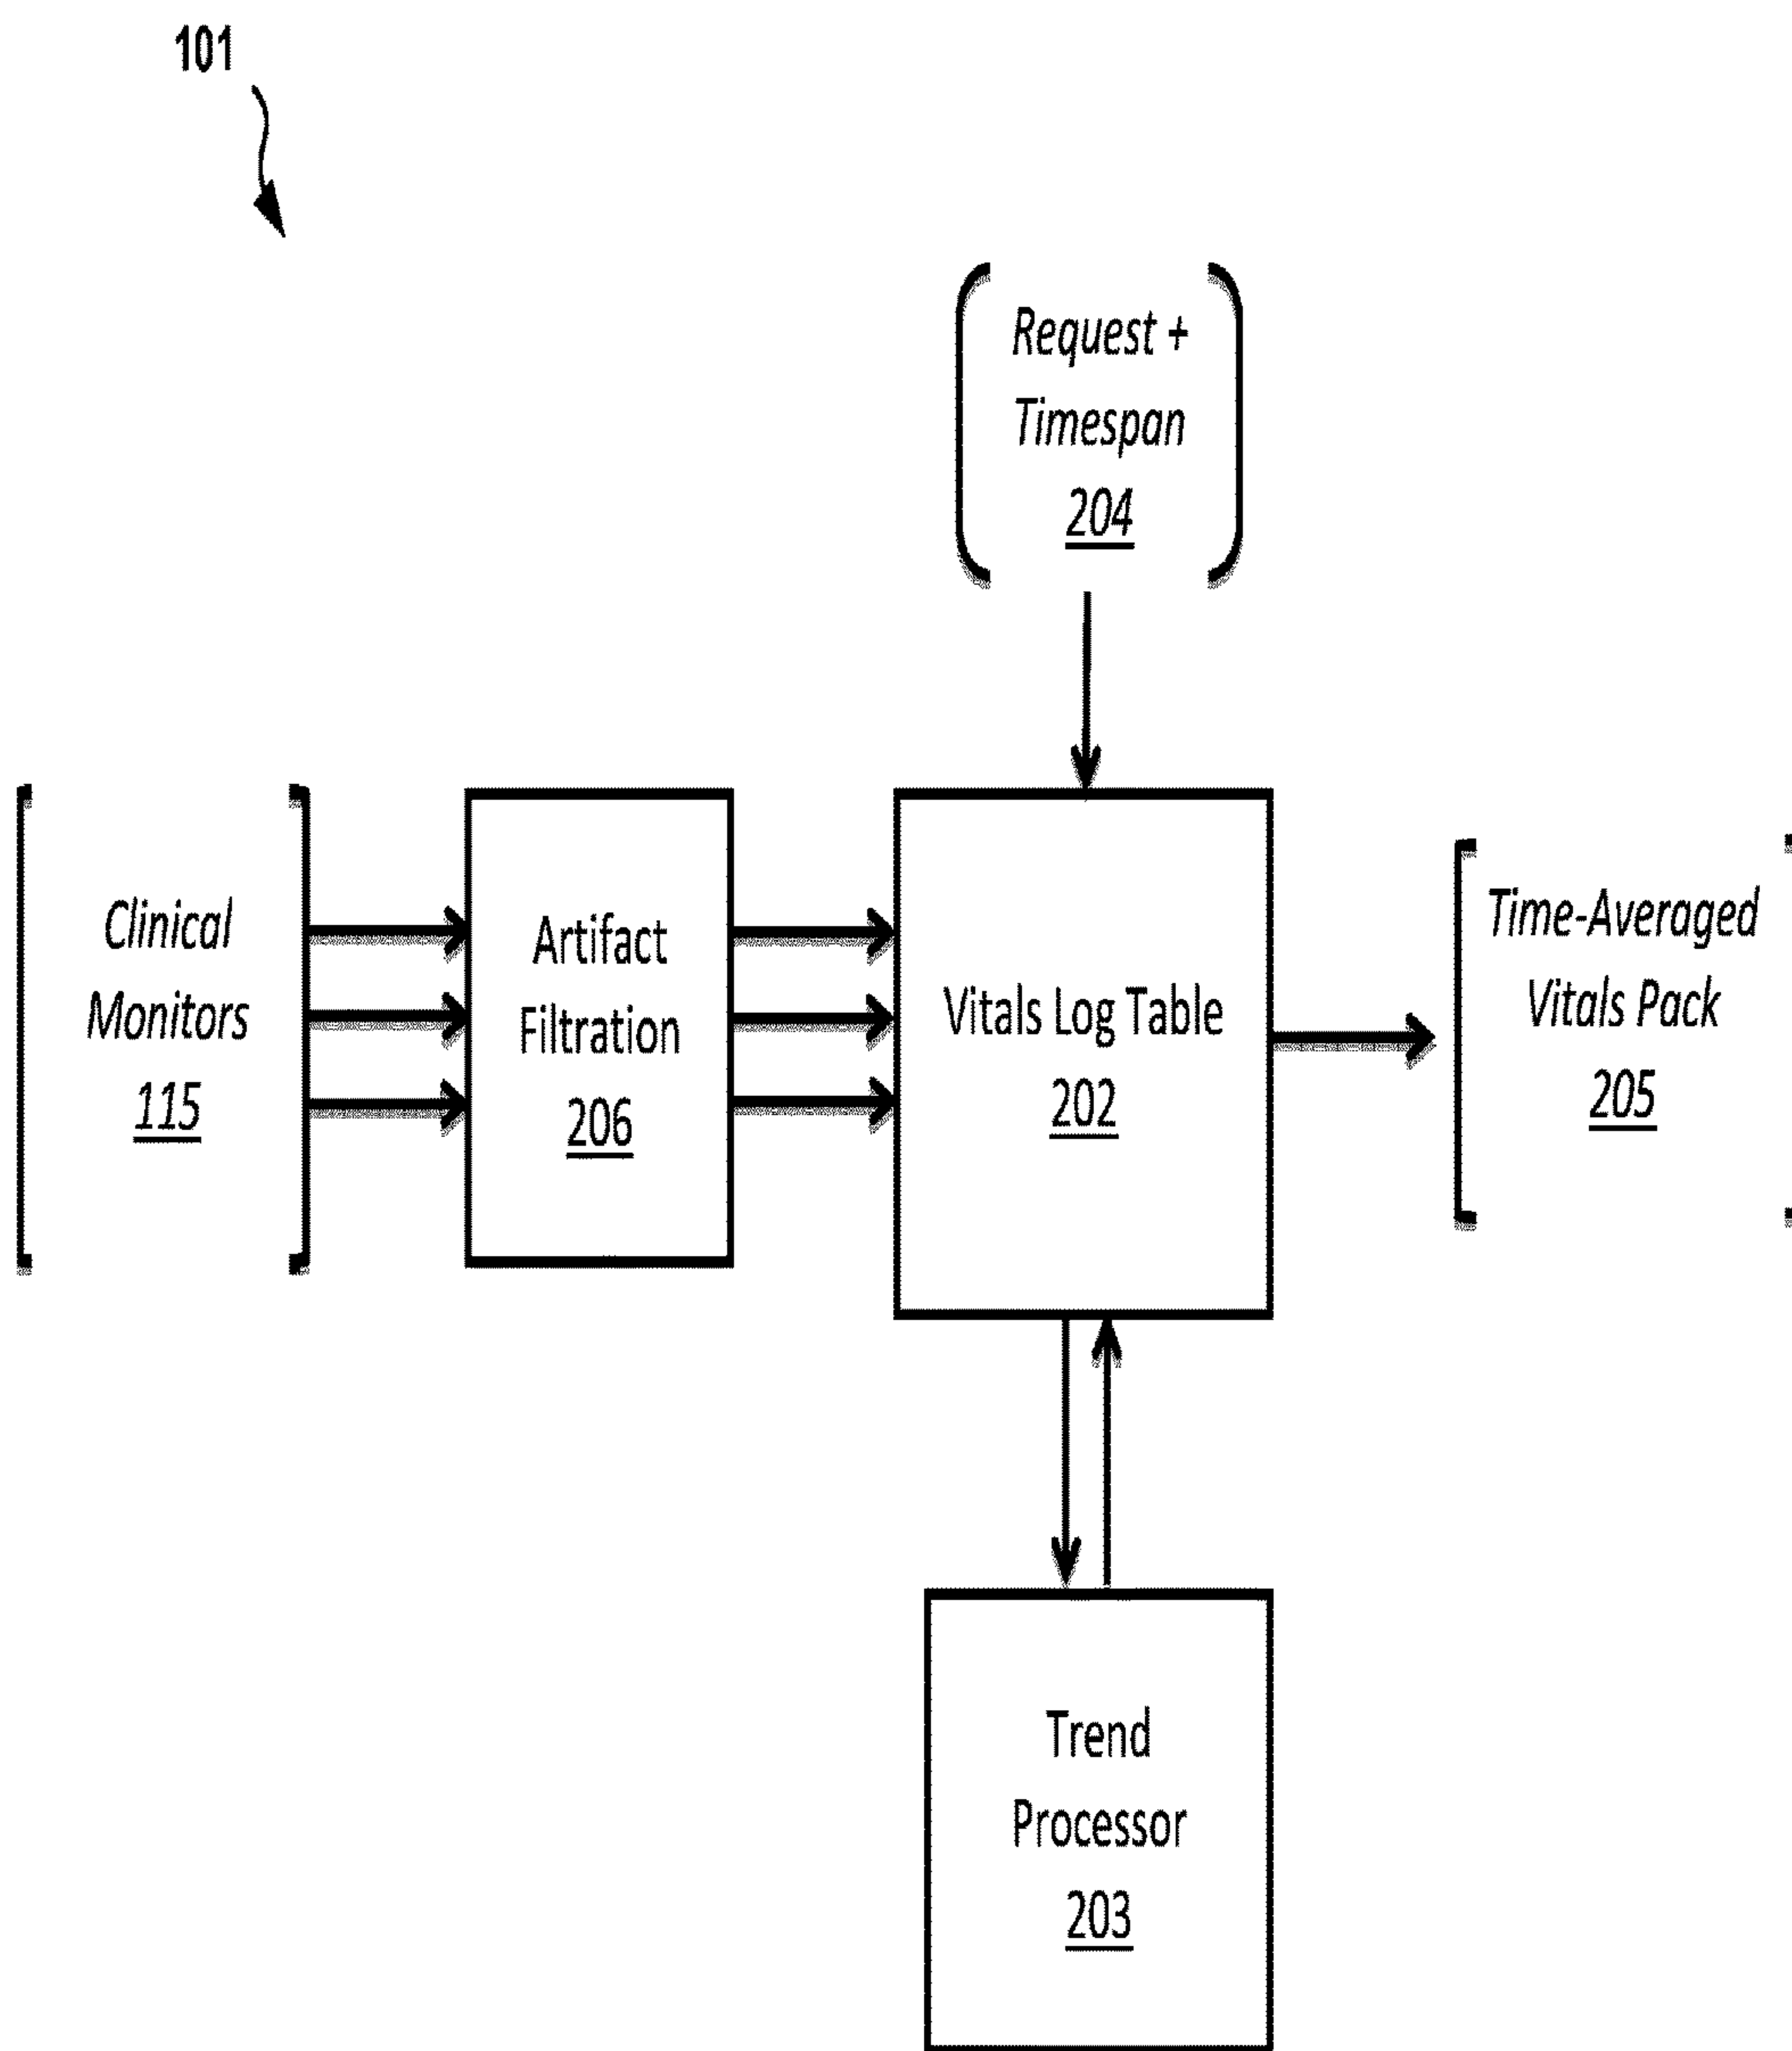 101
Request +
Timespan
204
Clinical
Monitors
115
Artifact
Filtration
206
Vitals Log Table
202
Time-Averaged
Vitals Pack
205
Trend
Processor
203